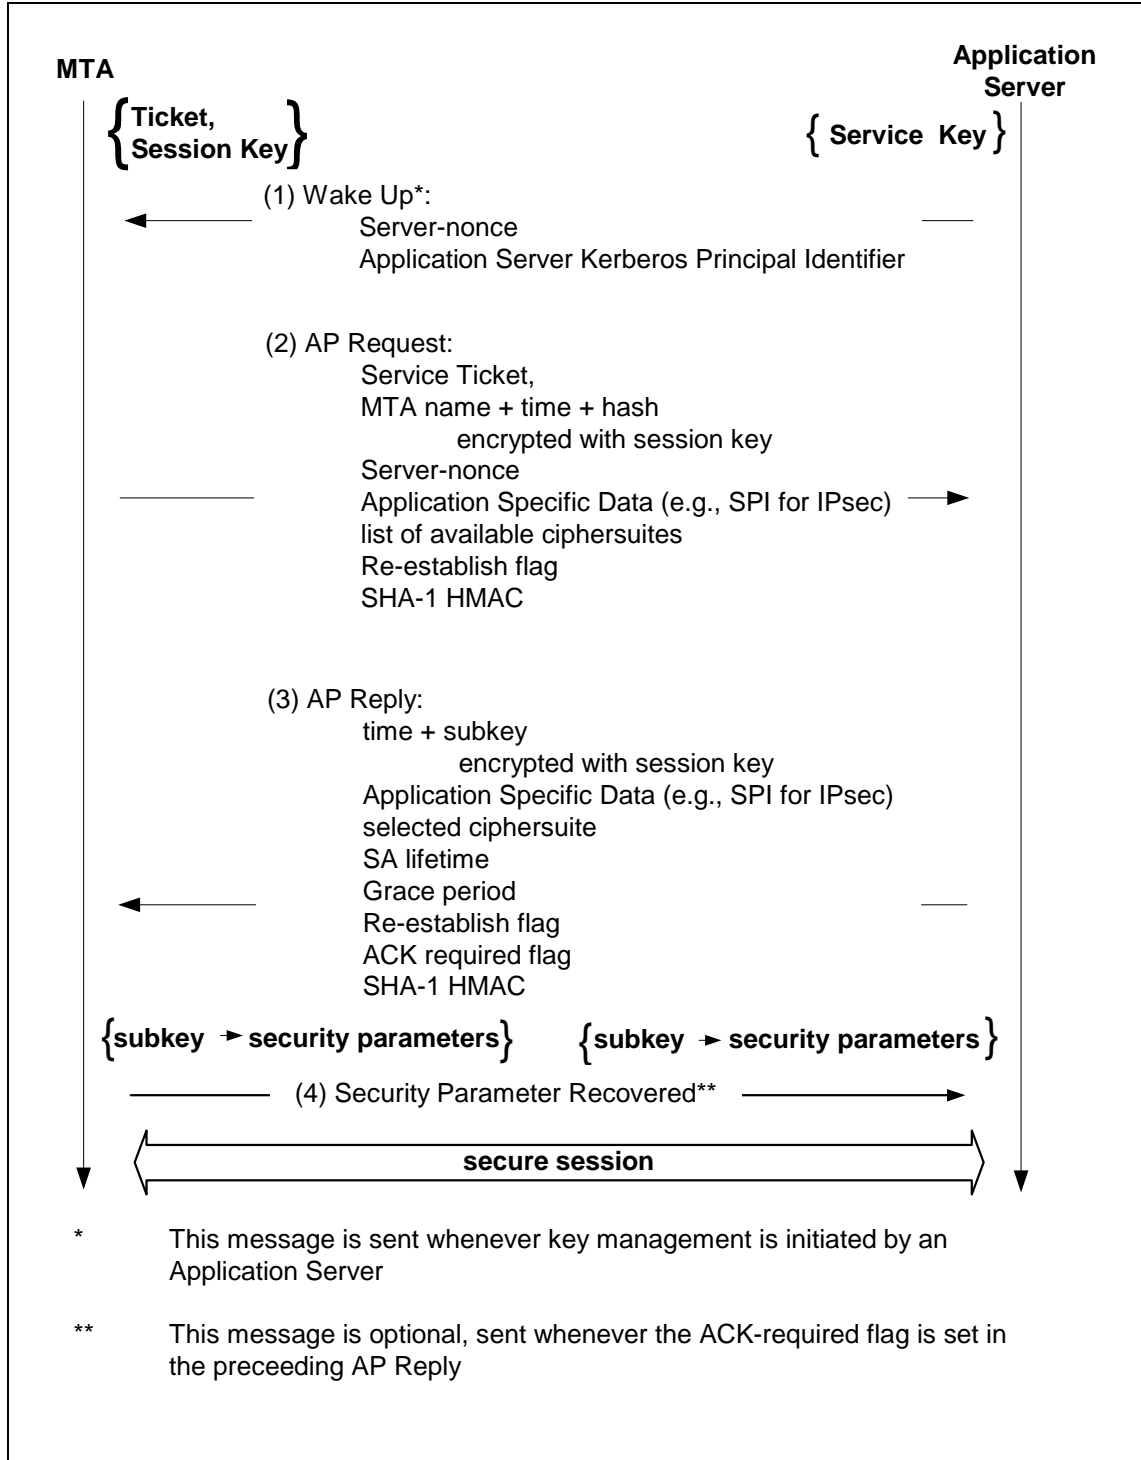 MTA
Application
Server
{Ticket,
Session Key}
{ Service Key }
(1) Wake Up*:
Server-nonce
Application Server Kerberos Principal Identifier
(2) AP Request:
Service Ticket,
MTA name + time + hash
encrypted with session key
Server-nonce
Application Specific Data (e.g., SPI for IPsec)
list of available ciphersuites
Re-establish flag
SHA-1 HMAC
(3) AP Reply:
time + subkey
encrypted with session key
Application Specific Data (e.g., SPI for IPsec)
selected ciphersuite
SA lifetime
Grace period
Re-establish flag
ACK required flag
SHA-1 HMAC
{subkey → security parameters} {subkey → security parameters}
(4) Security Parameter Recovered**
secure session
* This message is sent whenever key management is initiated by an
Application Server
** This message is optional, sent whenever the ACK-required flag is set in
the preceeding AP Reply